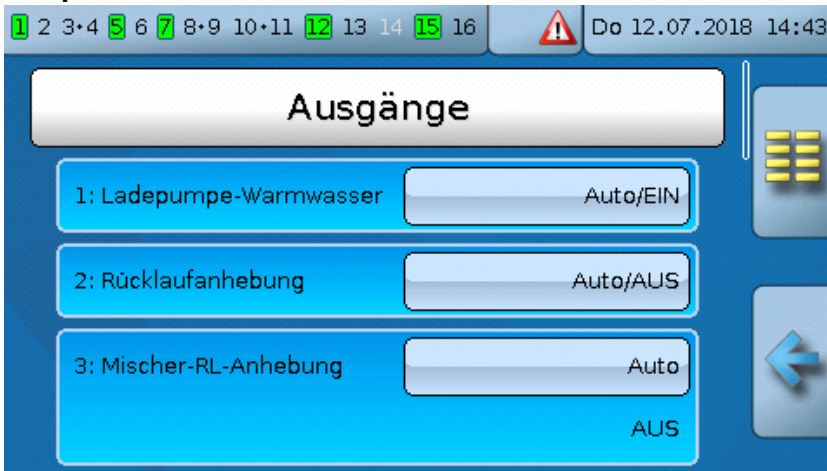 1 2 3+4 5 6 7 8+9 10+11 12 13 14 15 16 Do 12.07.2018 14:43
Ausgänge
1: Ladepumpe-Warmwasser Auto/EIN
2: Rücklaufanhebung Auto/AUS
3: Mischer-RL-Anhebung Auto
AUS